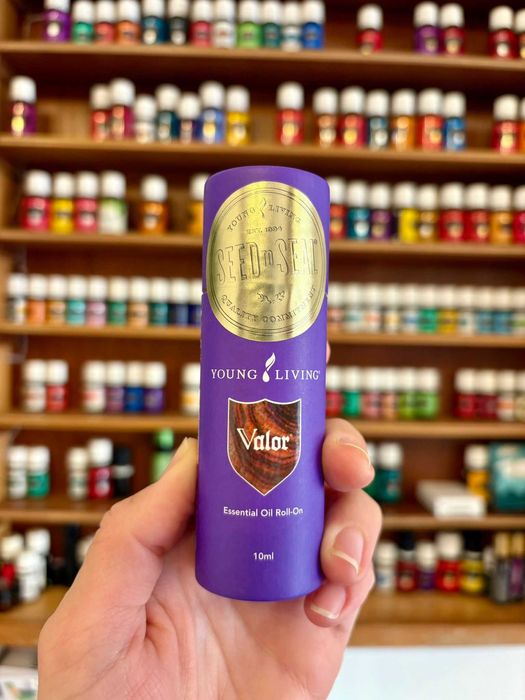 YOUNG LIVING
EST. 1994
SEED to SEAL®
QUALITY COMMITMENT
YOUNG LIVING®
Valor
Essential Oil Roll-On
10ml